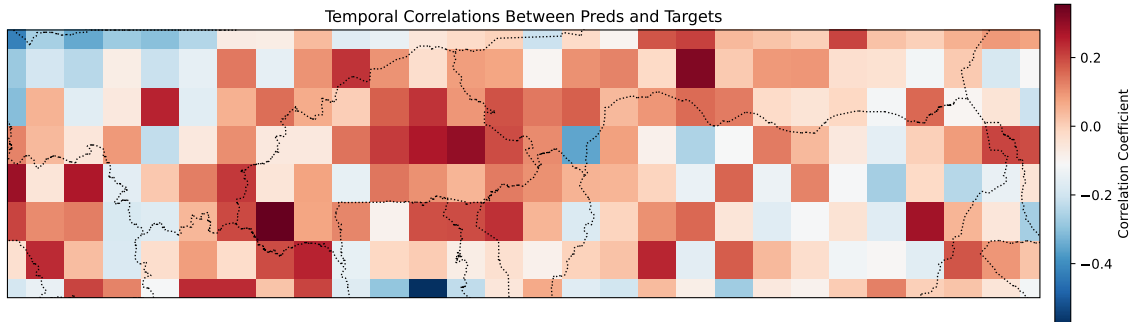 Temporal Correlations Between Preds and Targets
0.2
0.0
−0.2
−0.4
Correlation Coefficient